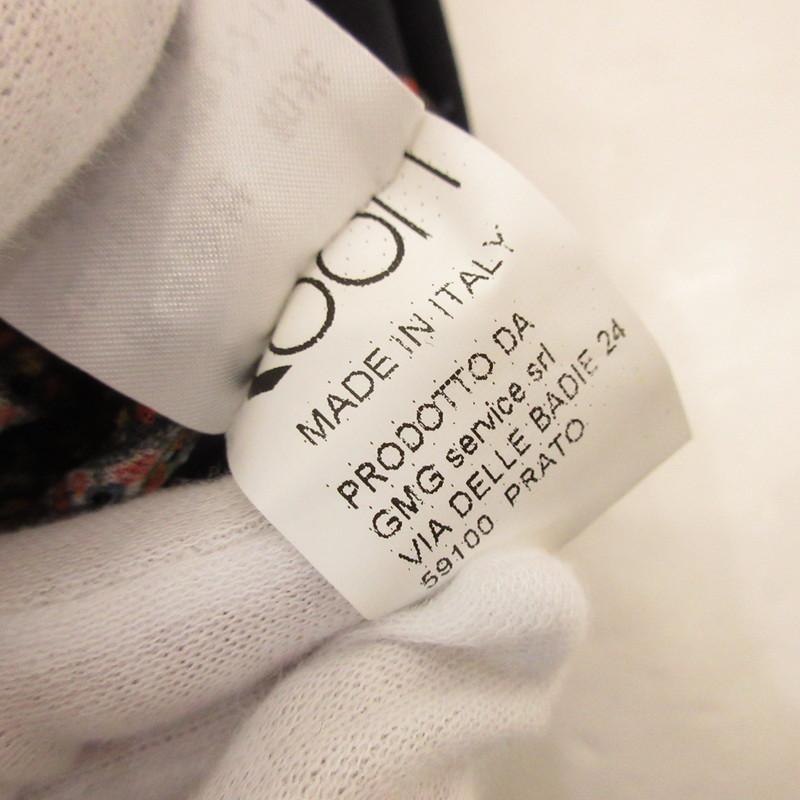 MADE IN ITALY
PRODOTTO DA
GMG service srl
VIA DELLE BADIE 24
59100 PRATO